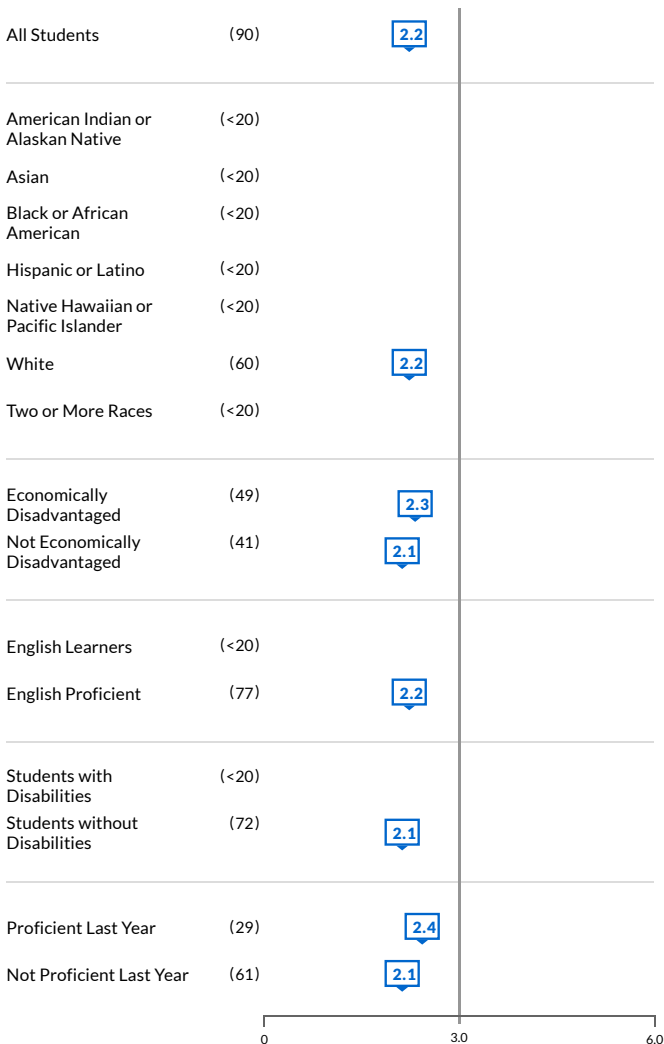 All Students (90) 2.2
American Indian or
Alaskan Native (<20)
Asian (<20)
Black or African
American (<20)
Hispanic or Latino (<20)
Native Hawaiian or
Pacific Islander (<20)
White (60) 2.2
Two or More Races (<20)
Economically
Disadvantaged (49) 2.3
Not Economically
Disadvantaged (41) 2.1
English Learners (<20)
English Proficient (77) 2.2
Students with
Disabilities (<20)
Students without
Disabilities (72) 2.1
Proficient Last Year (29) 2.4
Not Proficient Last Year (61) 2.1
0 3.0 6.0